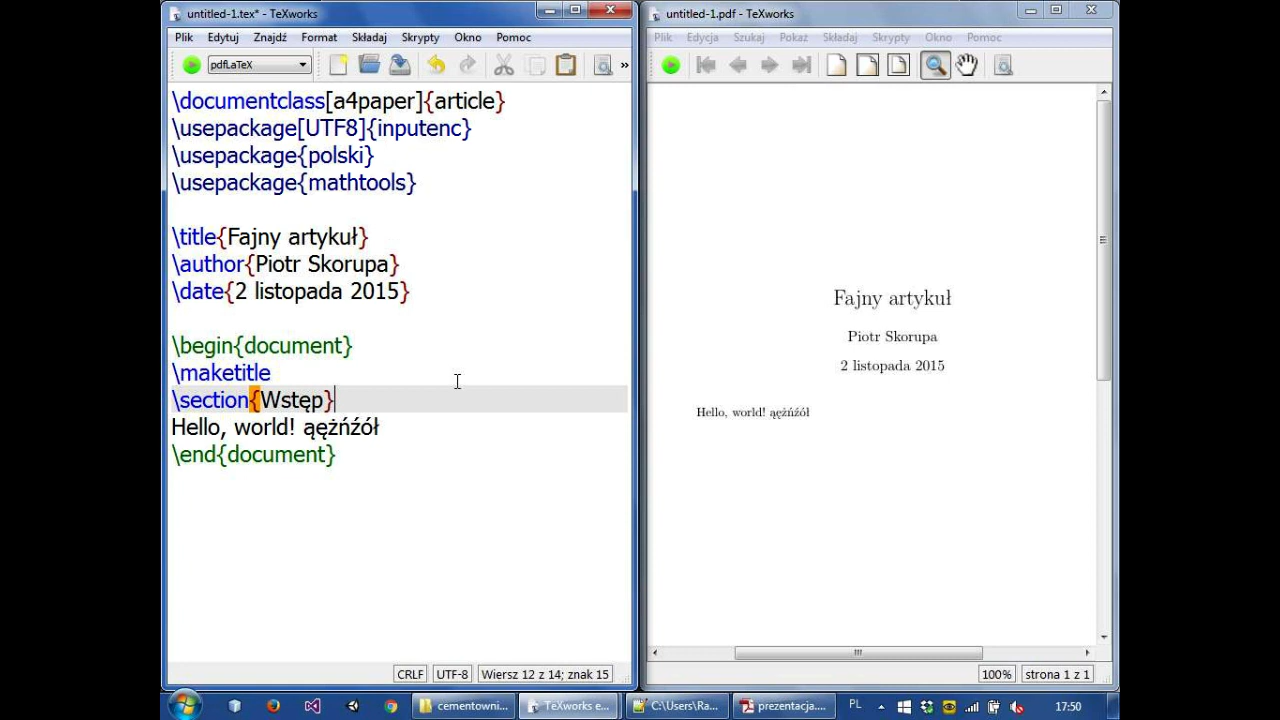 untitled-1.tex* - TeXworks
Plik Edytuj Znajdź Format Składaj Skrypty Okno Pomoc
pdfLaTeX »
\documentclass[a4paper]{article}
\usepackage[UTF8]{inputenc}
\usepackage{polski}
\usepackage{mathtools}
\title{Fajny artykuł}
\author{Piotr Skorupa}
\date{2 listopada 2015}
\begin{document}
\maketitle
\section{Wstęp}
Hello, world! ąężńźół
\end{document}
CRLF UTF-8 Wiersz 12 z 14; znak 15
untitled-1.pdf - TeXworks
Plik Edycja Szukaj Pokaż Składaj Skrypty Okno Pomoc
Fajny artykuł
Piotr Skorupa
2 listopada 2015
Hello, world! ąężńźół
100% strona 1 z 1
cementowni... TeXworks e... C:\Users\Ra... prezentacja.... PL 17:50